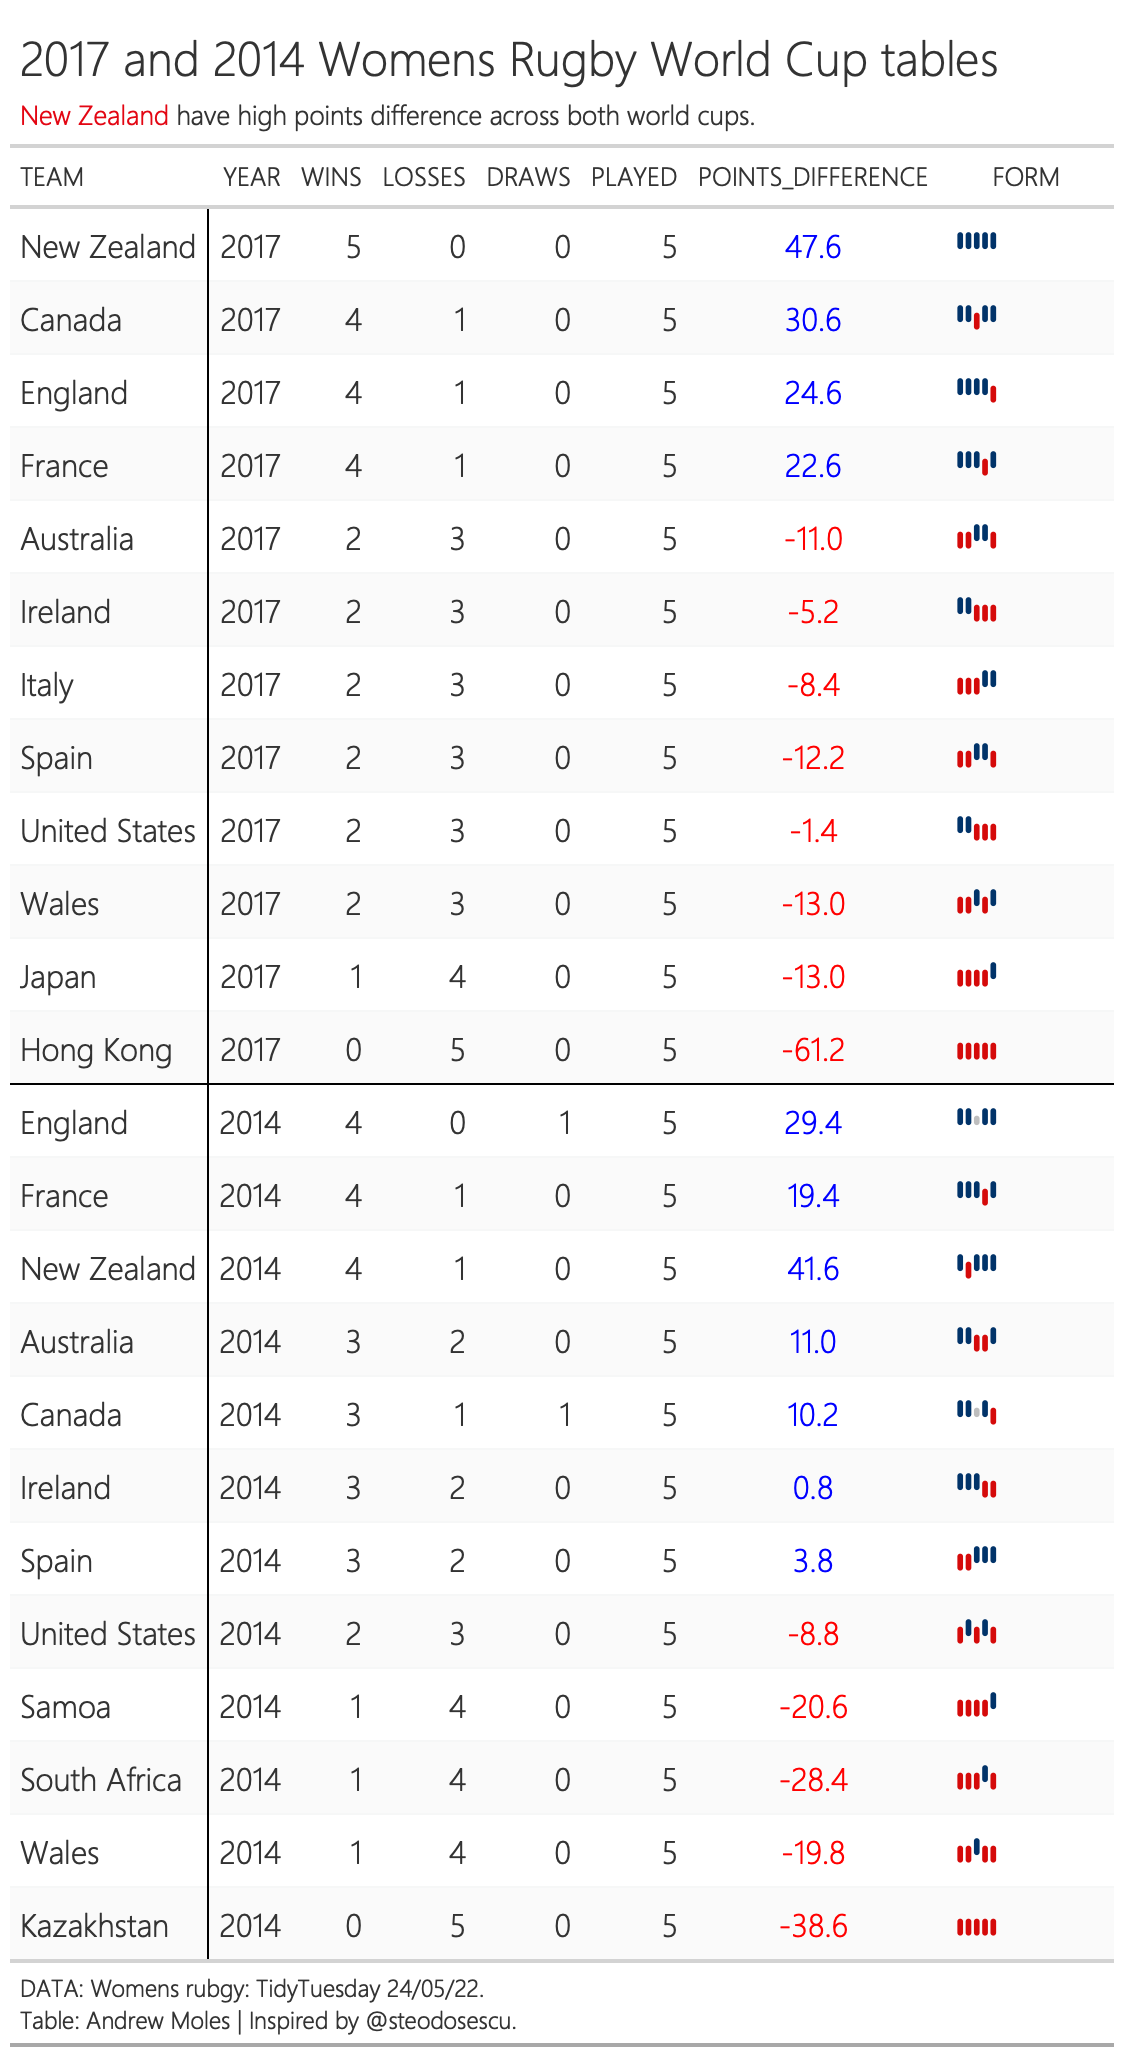 2017 and 2014 Womens Rugby World Cup tables
New Zealand have high points difference across both world cups.
TEAM YEAR WINS LOSSES DRAWS PLAYED POINTS_DIFFERENCE FORM
New Zealand 2017 5 0 0 5 47.6
Canada 2017 4 1 0 5 30.6
England 2017 4 1 0 5 24.6
France 2017 4 1 0 5 22.6
Australia 2017 2 3 0 5 -11.0
Ireland 2017 2 3 0 5 -5.2
Italy 2017 2 3 0 5 -8.4
Spain 2017 2 3 0 5 -12.2
United States 2017 2 3 0 5 -1.4
Wales 2017 2 3 0 5 -13.0
Japan 2017 1 4 0 5 -13.0
Hong Kong 2017 0 5 0 5 -61.2
England 2014 4 0 1 5 29.4
France 2014 4 1 0 5 19.4
New Zealand 2014 4 1 0 5 41.6
Australia 2014 3 2 0 5 11.0
Canada 2014 3 1 1 5 10.2
Ireland 2014 3 2 0 5 0.8
Spain 2014 3 2 0 5 3.8
United States 2014 2 3 0 5 -8.8
Samoa 2014 1 4 0 5 -20.6
South Africa 2014 1 4 0 5 -28.4
Wales 2014 1 4 0 5 -19.8
Kazakhstan 2014 0 5 0 5 -38.6
DATA: Womens rubgy: TidyTuesday 24/05/22.
Table: Andrew Moles | Inspired by @steodosescu.